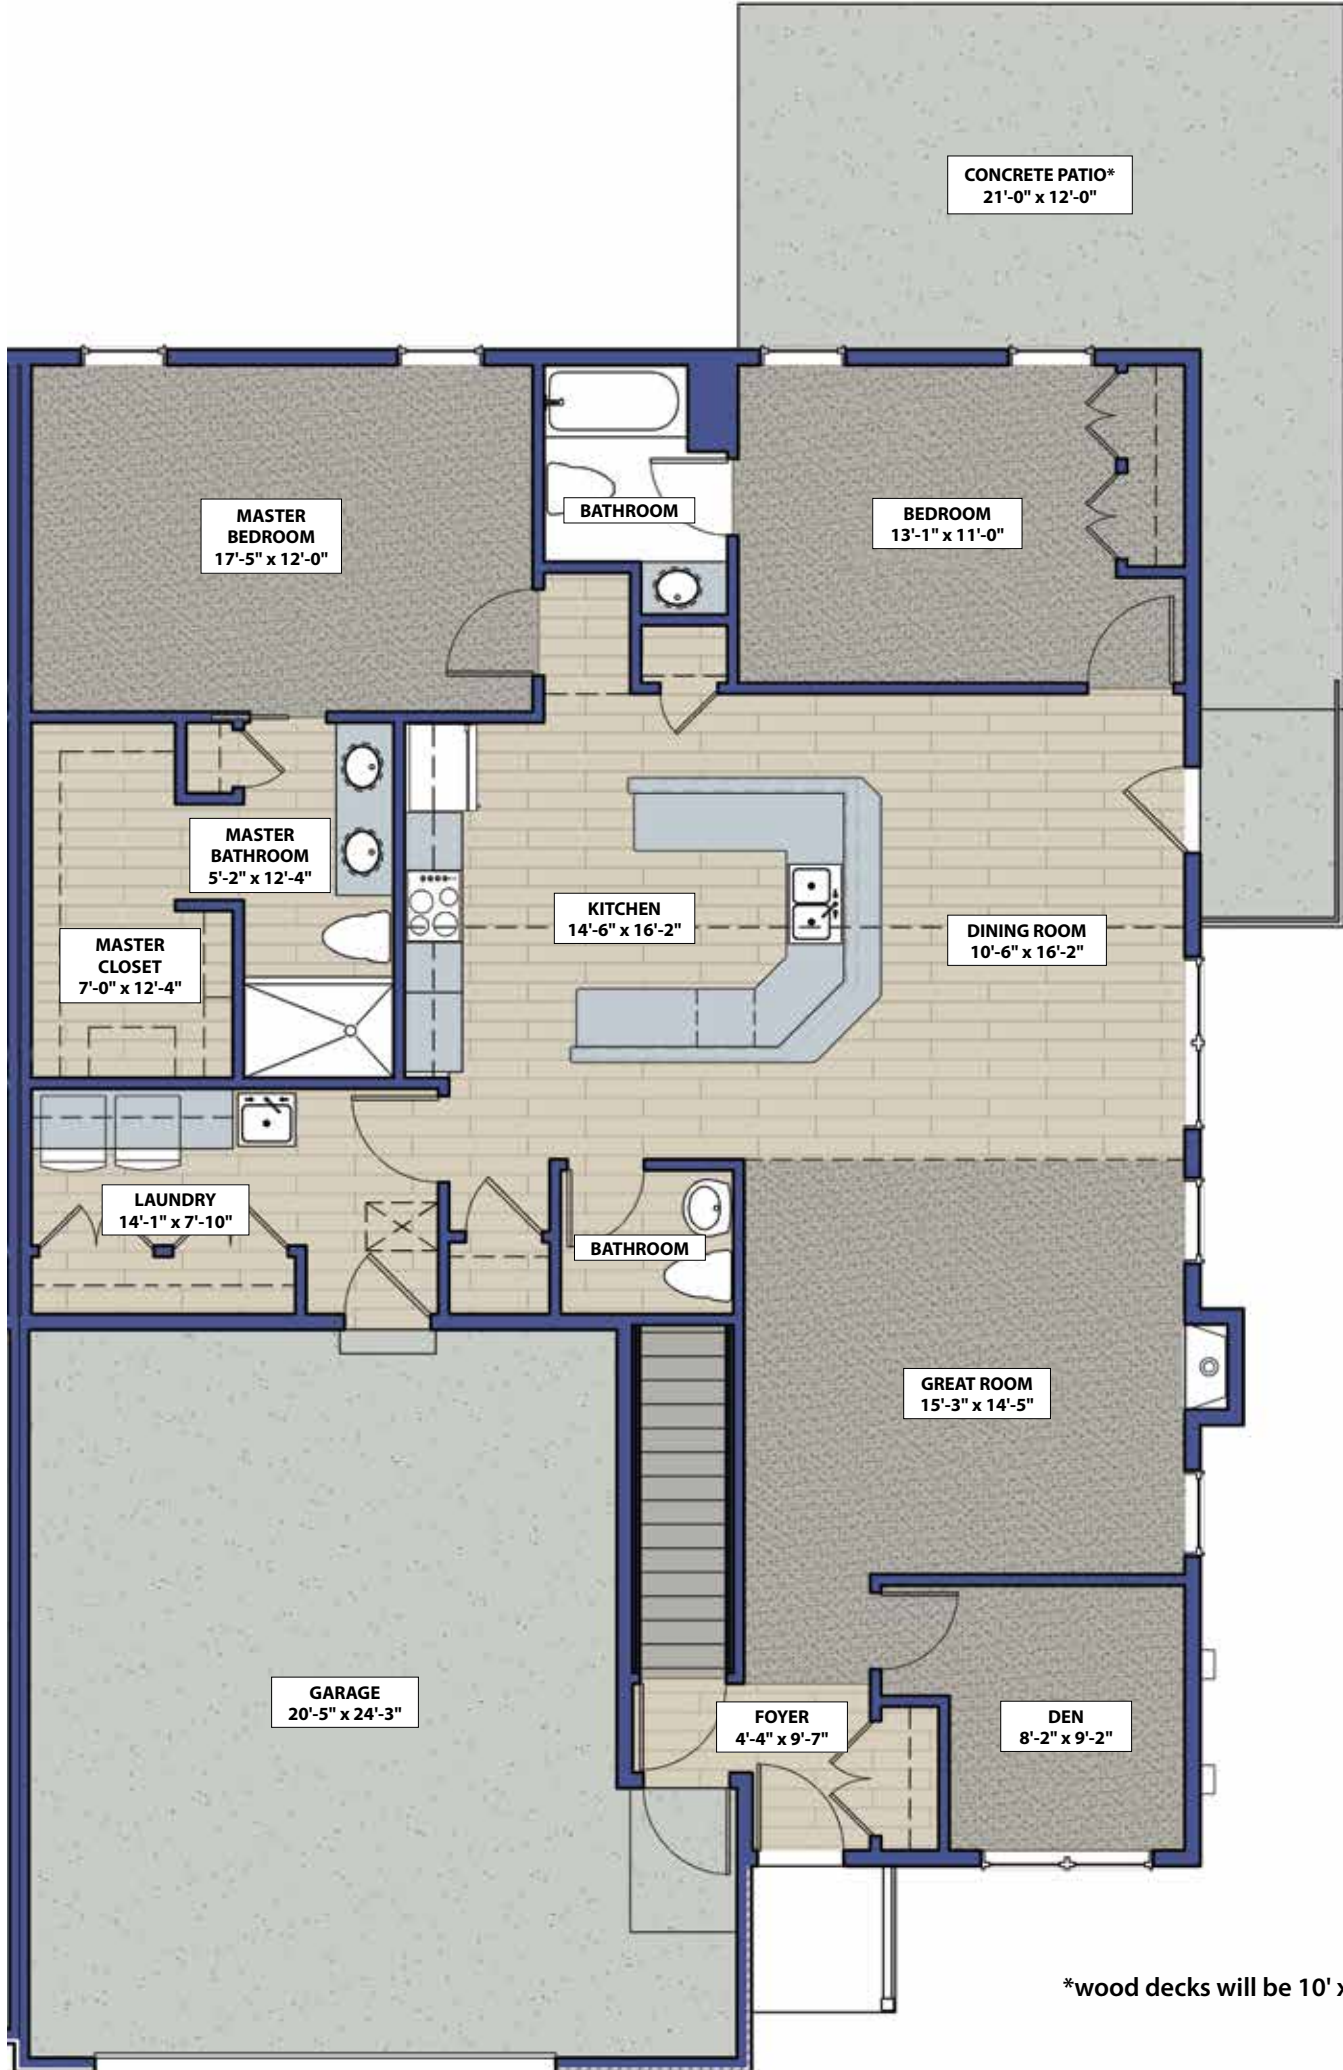 CONCRETE PATIO*
21'-0" x 12'-0"
MASTER
BEDROOM
17'-5" x 12'-0"
BATHROOM
BEDROOM
13'-1" x 11'-0"
MASTER
BATHROOM
5'-2" x 12'-4"
KITCHEN
14'-6" x 16'-2"
DINING ROOM
10'-6" x 16'-2"
MASTER
CLOSET
7'-0" x 12'-4"
LAUNDRY
14'-1" x 7'-10"
BATHROOM
GREAT ROOM
15'-3" x 14'-5"
GARAGE
20'-5" x 24'-3"
FOYER
4'-4" x 9'-7"
DEN
8'-2" x 9'-2"
*wood decks will be 10' x